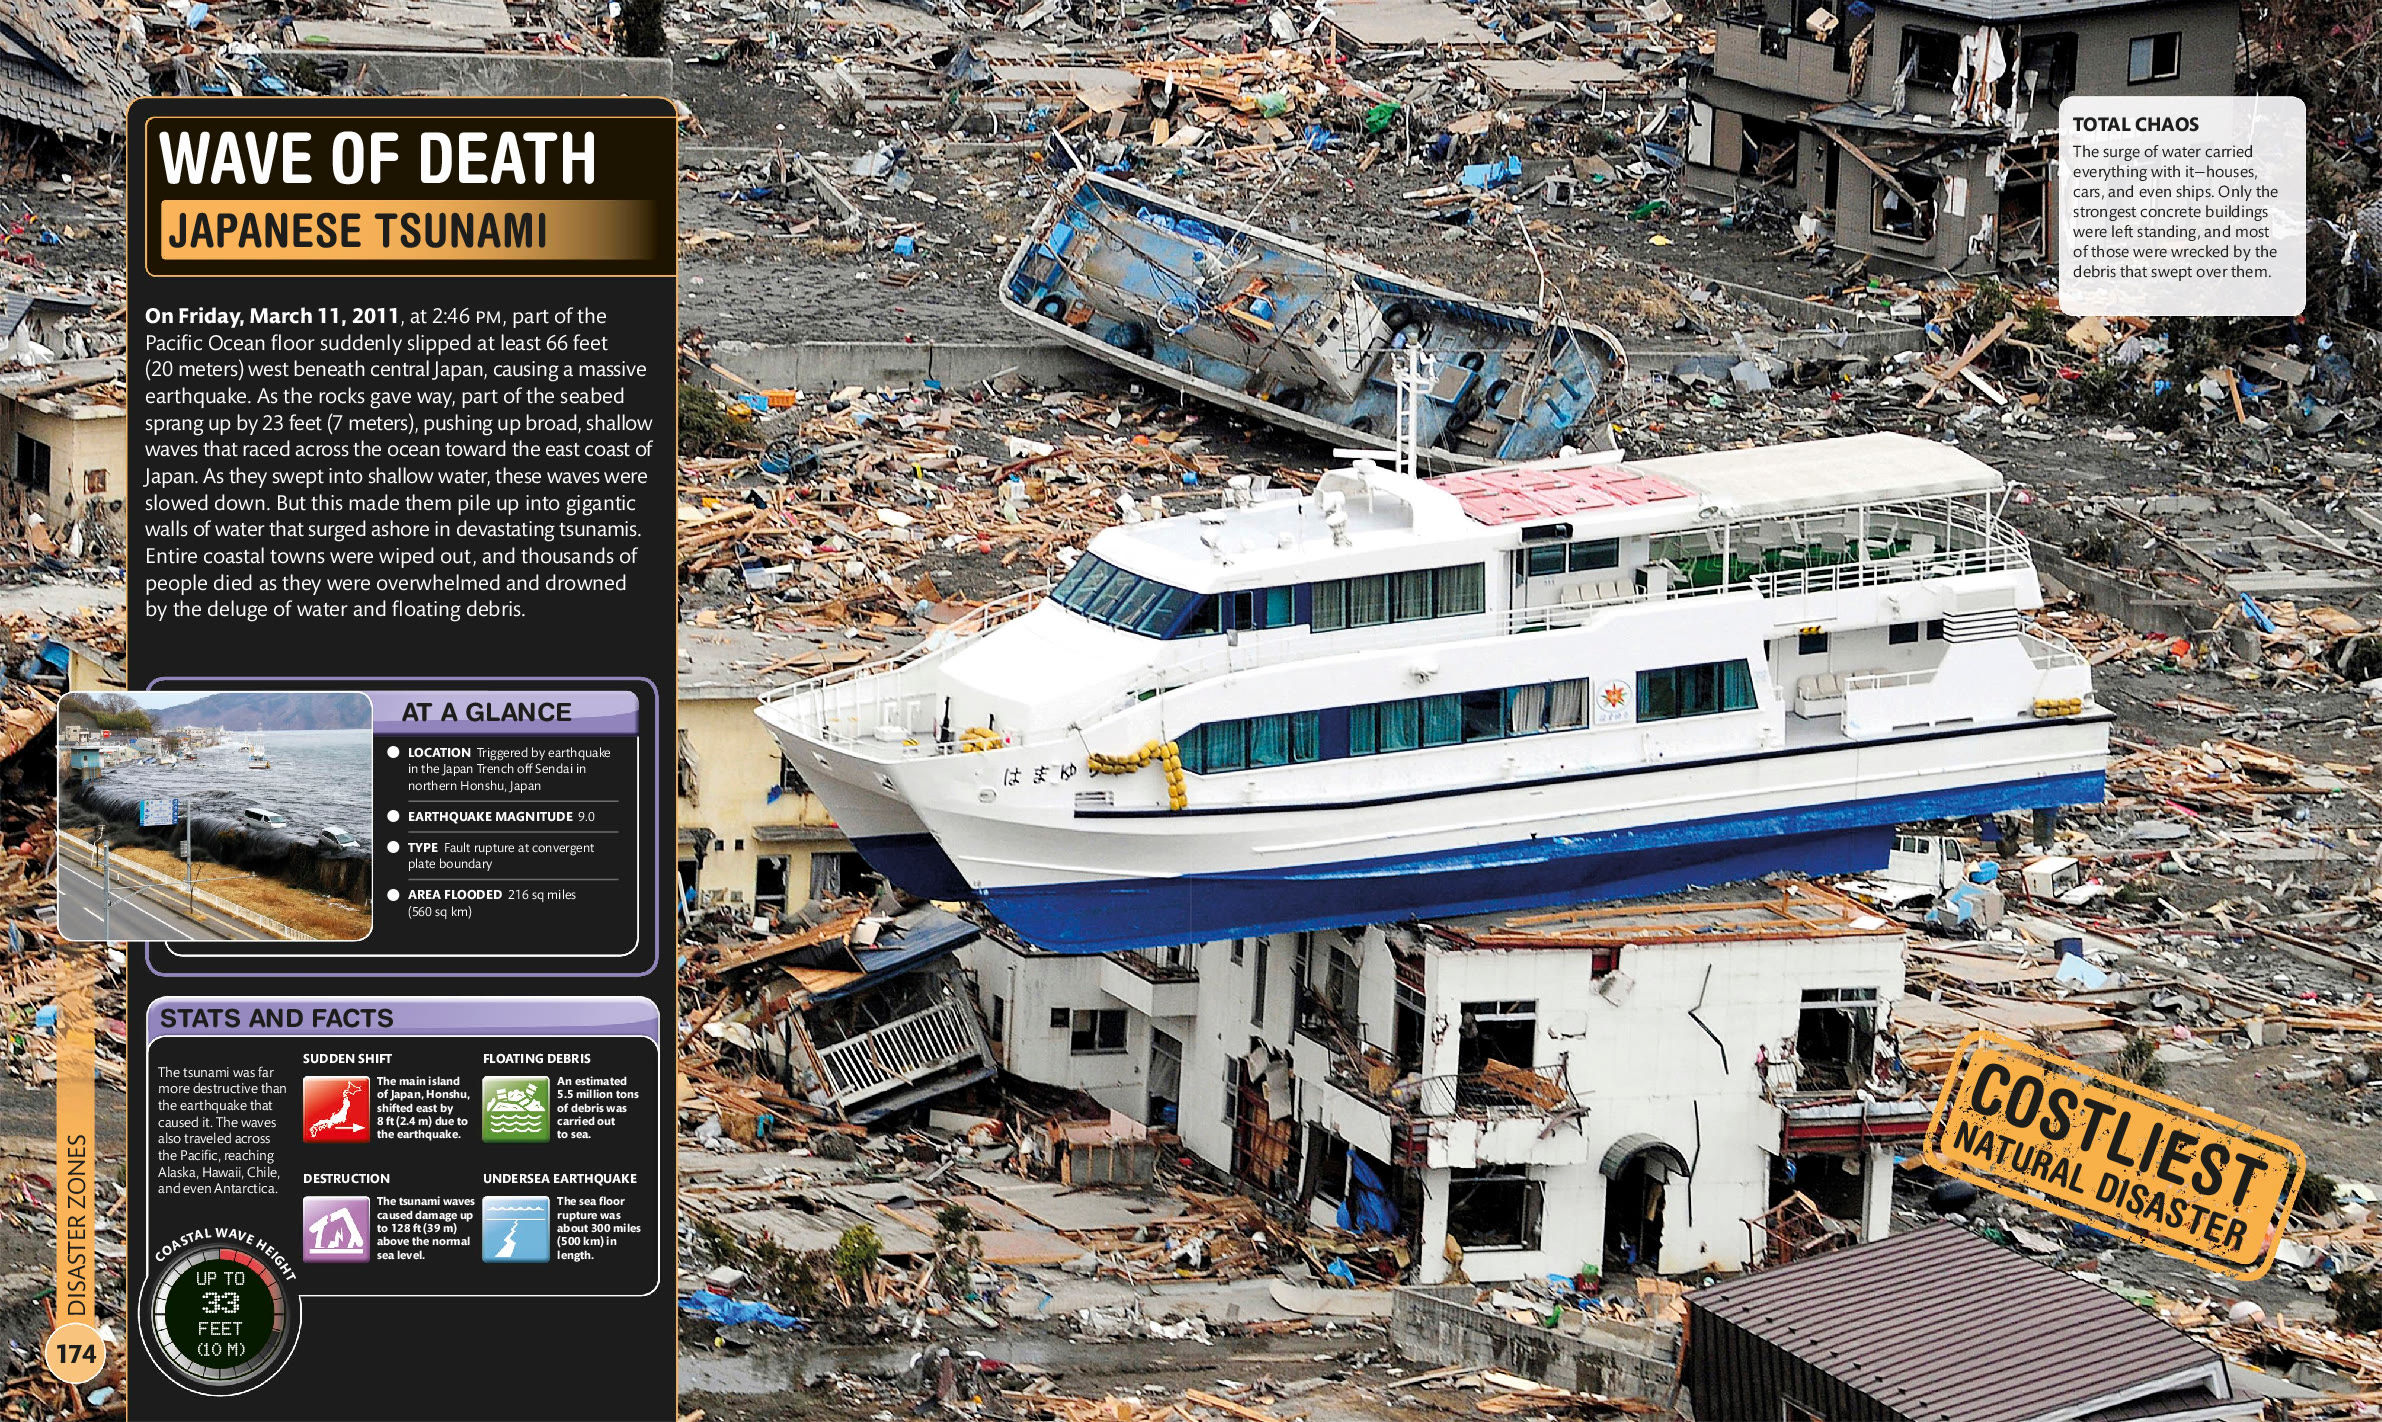 WAVE OF DEATH
JAPANESE TSUNAMI
On Friday, March 11, 2011, at 2:46 PM, part of the
Pacific Ocean floor suddenly slipped at least 66 feet
(20 meters) west beneath central Japan, causing a massive
earthquake. As the rocks gave way, part of the seabed
sprang up by 23 feet (7 meters), pushing up broad, shallow
waves that raced across the ocean toward the east coast of
Japan. As they swept into shallow water, these waves were
slowed down. But this made them pile up into gigantic
walls of water that surged ashore in devastating tsunamis.
Entire coastal towns were wiped out, and thousands of
people died as they were overwhelmed and drowned
by the deluge of water and floating debris.
AT A GLANCE
LOCATION Triggered by earthquake
in the Japan Trench off Sendai in
northern Honshu, Japan
EARTHQUAKE MAGNITUDE 9.0
TYPE Fault rupture at convergent
plate boundary
AREA FLOODED 216 sq miles
(560 sq km)
STATS AND FACTS
The tsunami was far
more destructive than
the earthquake that
caused it. The waves
also traveled across
the Pacific, reaching
Alaska, Hawaii, Chile,
and even Antarctica.
SUDDEN SHIFT
The main island
of Japan, Honshu,
shifted east by
8 ft (2.4 m) due to
the earthquake.
FLOATING DEBRIS
An estimated
5.5 million tons
of debris was
carried out
to sea.
DESTRUCTION
The tsunami waves
caused damage up
to 128 ft (39 m)
above the normal
sea level.
UNDERSEA EARTHQUAKE
The sea floor
rupture was
about 300 miles
(500 km) in
length.
COASTAL WAVE HEIGHT
UP TO
33
FEET
(10 M)
DISASTER ZONES
174
TOTAL CHAOS
The surge of water carried
everything with it—houses,
cars, and even ships. Only the
strongest concrete buildings
were left standing, and most
of those were wrecked by the
debris that swept over them.
はまゆ
COSTLIEST
NATURAL DISASTER